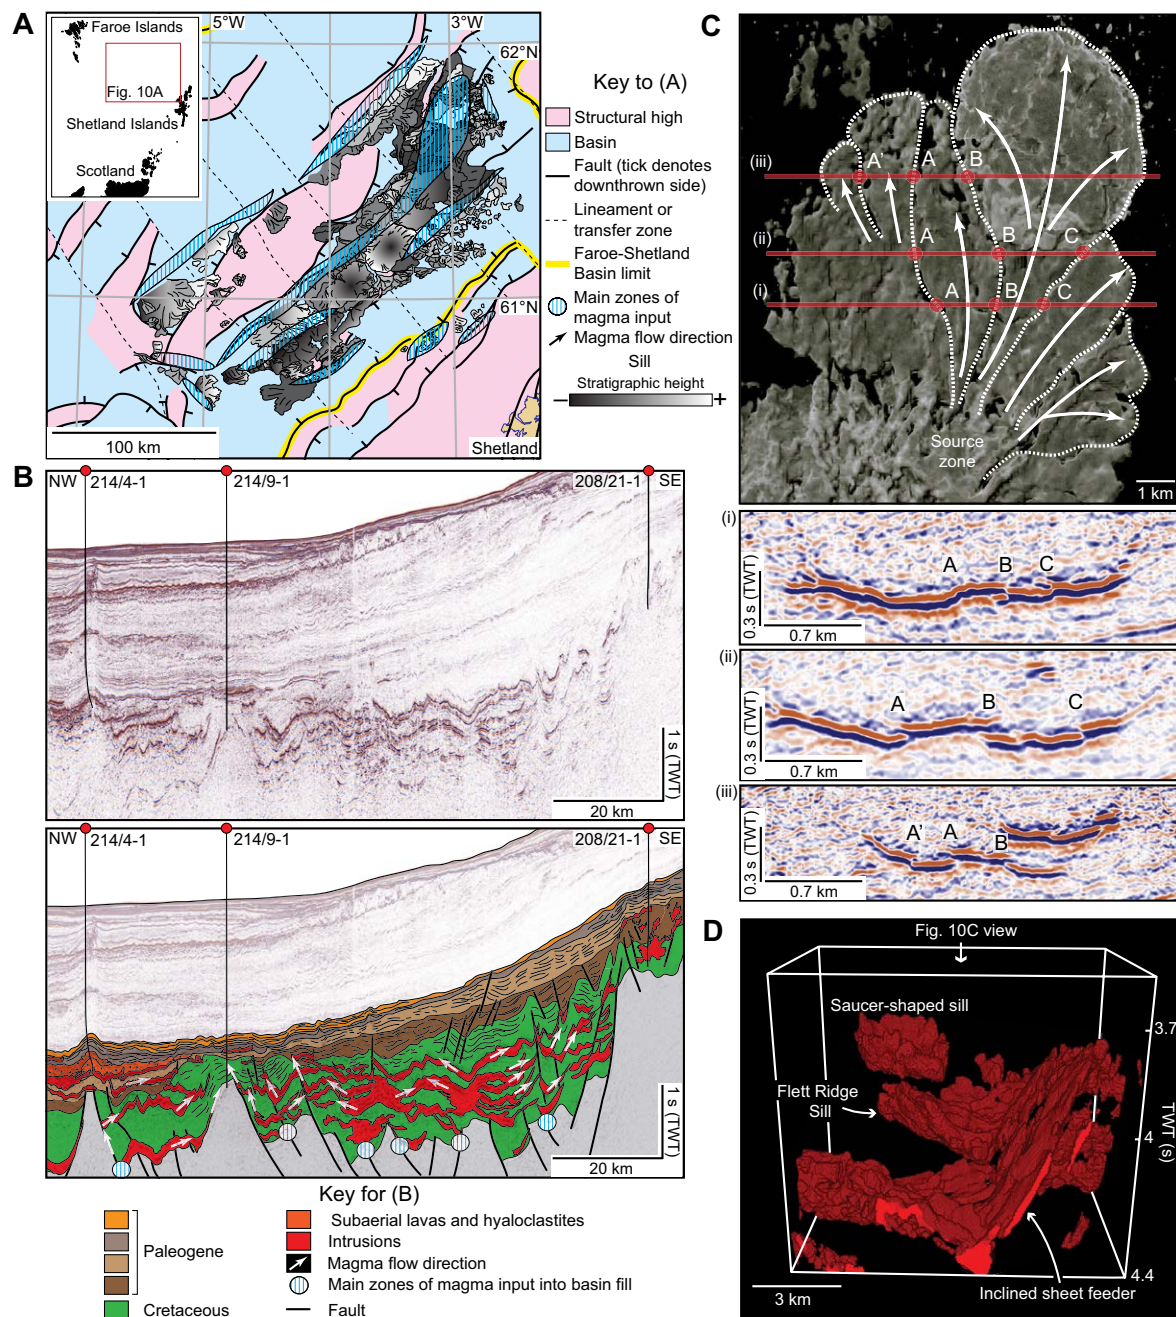 A
Faroe Islands
Fig. 10A
Shetland Islands
Scotland
5°W
3°W
62°N
61°N
100 km
Shetland
Key to (A)
Structural high
Basin
Fault (tick denotes
downthrown side)
Lineament or
transfer zone
Faroe-Shetland
Basin limit
Main zones of
magma input
Magma flow direction
Sill
Stratigraphic height
– +
B
NW 214/4-1 214/9-1 208/21-1 SE
1 s (TWT)
20 km
NW 214/4-1 214/9-1 208/21-1 SE
1 s (TWT)
20 km
Key for (B)
Paleogene
Cretaceous
Subaerial lavas and hyaloclastites
Intrusions
Magma flow direction
Main zones of magma input into basin fill
Fault
C
(iii) A' A B
(ii) A B C
(i) A B C
Source
zone
1 km
(i)
A B C
0.3 s (TWT)
0.7 km
(ii)
A B C
0.3 s (TWT)
0.7 km
(iii)
A' A B
0.3 s (TWT)
0.7 km
D
Fig. 10C view
Saucer-shaped sill
Flett Ridge
Sill
3.7
4
4.4
TWT (s)
Inclined sheet feeder
3 km